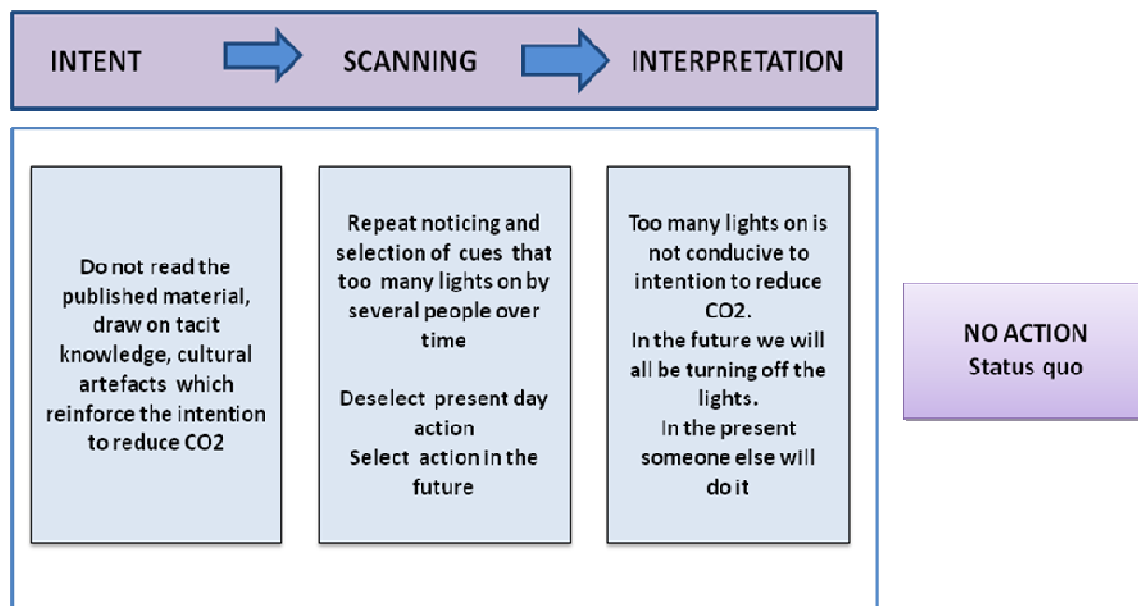 INTENT
SCANNING
INTERPRETATION
Do not read the
published material,
draw on tacit
knowledge, cultural
artefacts which
reinforce the intention
to reduce CO2
Repeat noticing and
selection of cues that
too many lights on by
several people over
time
Deselect present day
action
Select action in the
future
Too many lights on is
not conducive to
intention to reduce
CO2.
In the future we will
all be turning off the
lights.
In the present
someone else will
do it
NO ACTION
Status quo